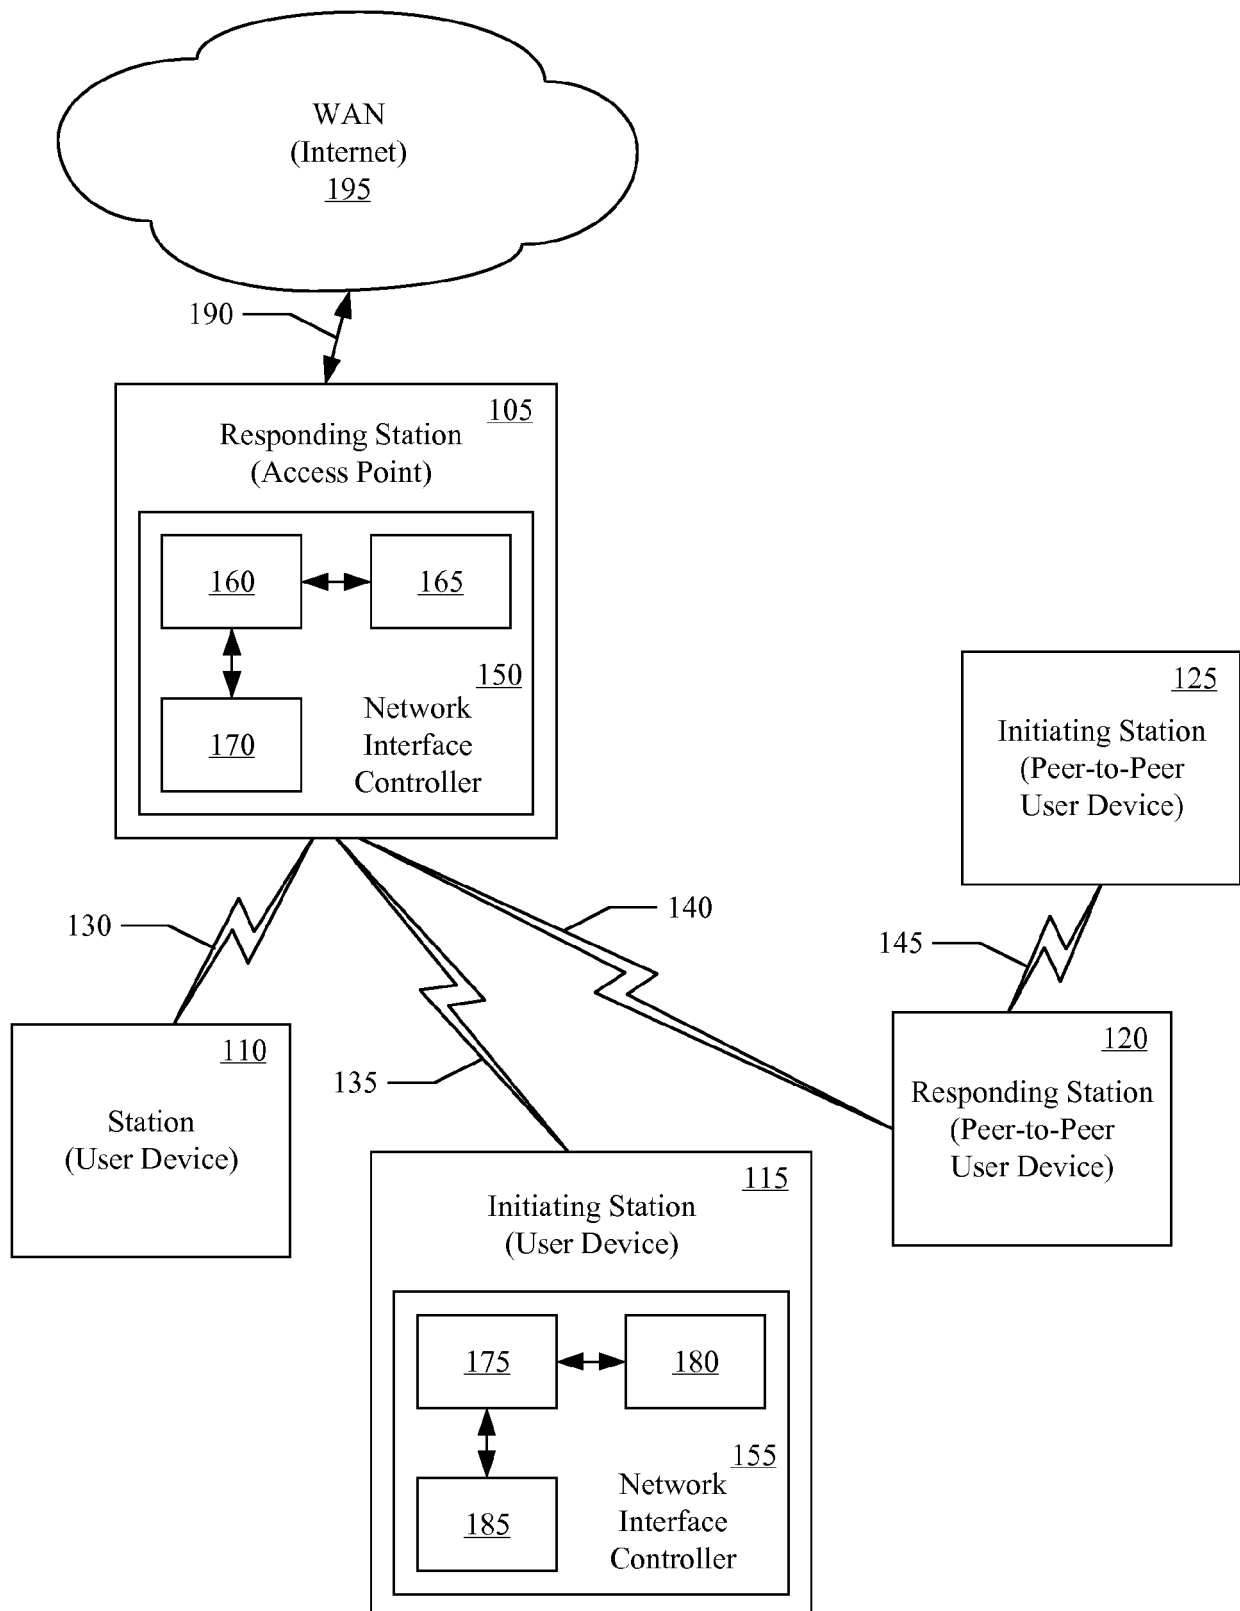 WAN
(Internet)
195
190
105
Responding Station
(Access Point)
160
165
150
170
Network
Interface
Controller
125
Initiating Station
(Peer-to-Peer
User Device)
130
140
145
135
110
Station
(User Device)
120
Responding Station
(Peer-to-Peer
User Device)
115
Initiating Station
(User Device)
175
180
155
185
Network
Interface
Controller